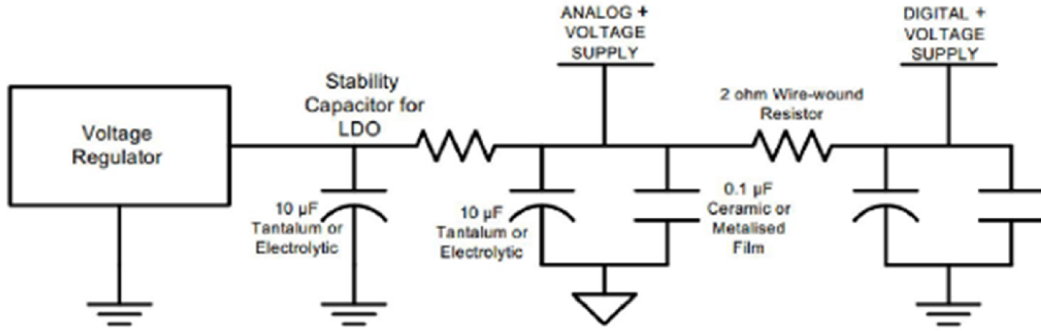 ANALOG +
VOLTAGE
SUPPLY
DIGITAL +
VOLTAGE
SUPPLY
Stability
Capacitor for
LDO
2 ohm Wire-wound
Resistor
Voltage
Regulator
10 µF
Tantalum or
Electrolytic
10 µF
Tantalum or
Electrolytic
0.1 µF
Ceramic or
Metalised
Film